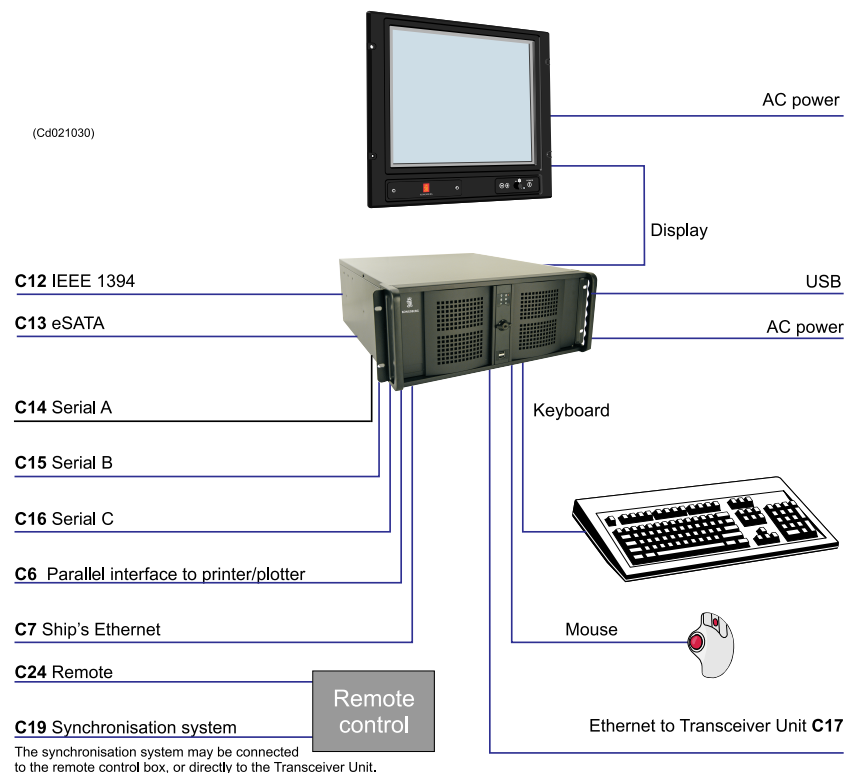 AC power
(Cd021030)
Display
C12 IEEE 1394
USB
C13 eSATA
AC power
C14 Serial A
Keyboard
C15 Serial B
C16 Serial C
C6 Parallel interface to printer/plotter
C7 Ship's Ethernet
Mouse
C24 Remote
Remote
control
C19 Synchronisation system
Ethernet to Transceiver Unit C17
The synchronisation system may be connected
to the remote control box, or directly to the Transceiver Unit.